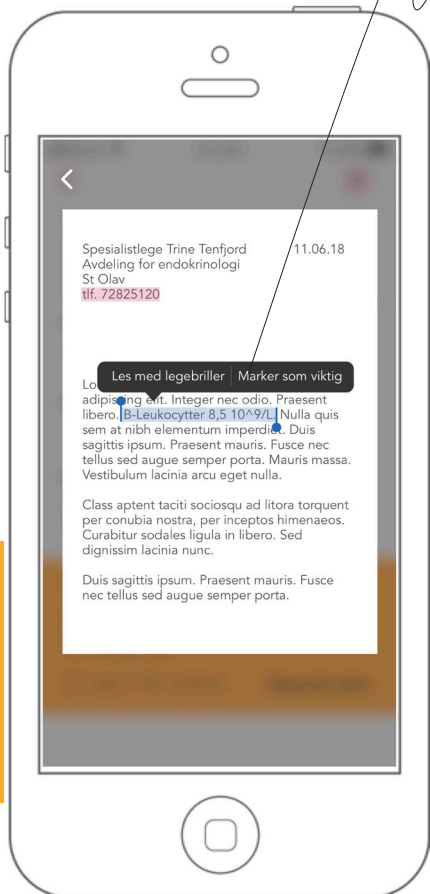 Spesialistlege Trine Tenfjord 11.06.18
Avdeling for endokrinologi
St Olav
tlf. 72825120
Les med legebriller Marker som viktig
Lo
adipiscing elit. Integer nec odio. Praesent
libero. B-Leukocytter 8,5 10^9/L. Nulla quis
sem at nibh elementum imperdiet. Duis
sagittis ipsum. Praesent mauris. Fusce nec
tellus sed augue semper porta. Mauris massa.
Vestibulum lacinia arcu eget nulla.
Class aptent taciti sociosqu ad litora torquent
per conubia nostra, per inceptos himenaeos.
Curabitur sodales ligula in libero. Sed
dignissim lacinia nunc.
Duis sagittis ipsum. Praesent mauris. Fusce
nec tellus sed augue semper porta.